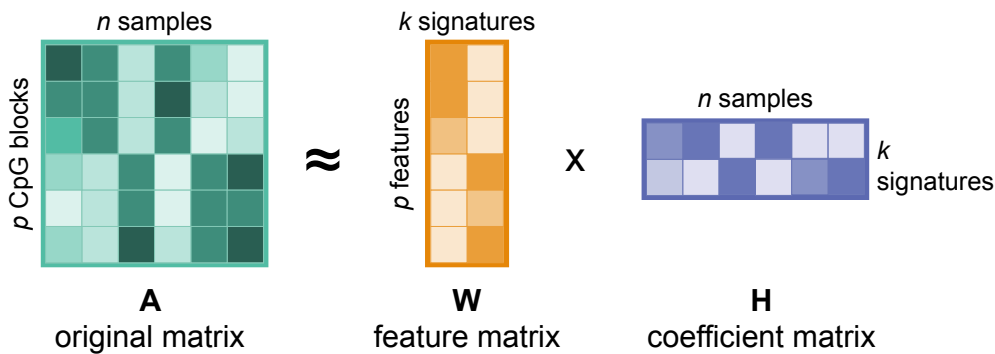 n samples
p CpG blocks
A
original matrix
≈
k signatures
p features
W
feature matrix
x
n samples
k
signatures
H
coefficient matrix